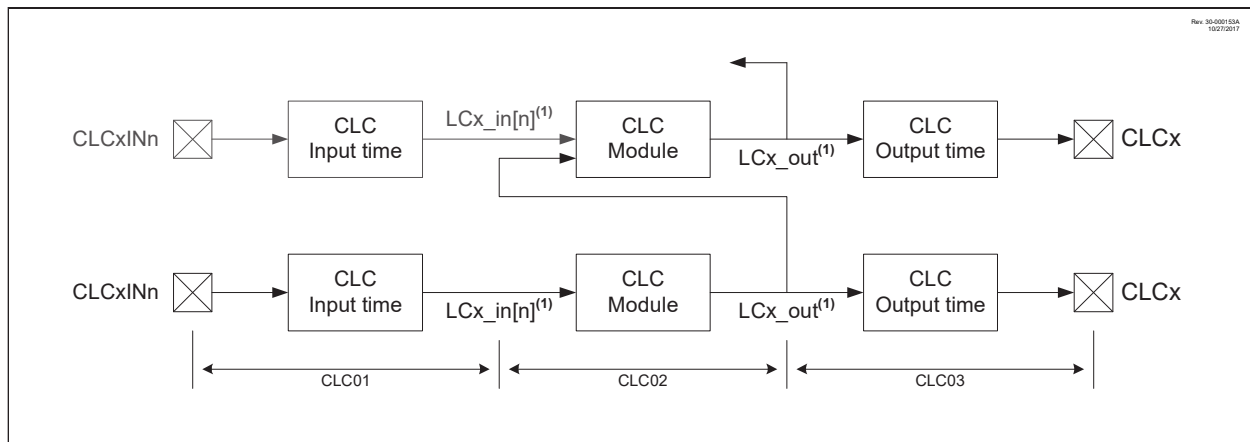 Rev. 30-000153A
10/27/2017
CLCxINn
CLC
Input time
LCx_in[n](1)
CLC
Module
LCx_out(1)
CLC
Output time
CLCx
CLCxINn
CLC
Input time
LCx_in[n](1)
CLC
Module
LCx_out(1)
CLC
Output time
CLCx
CLC01
CLC02
CLC03